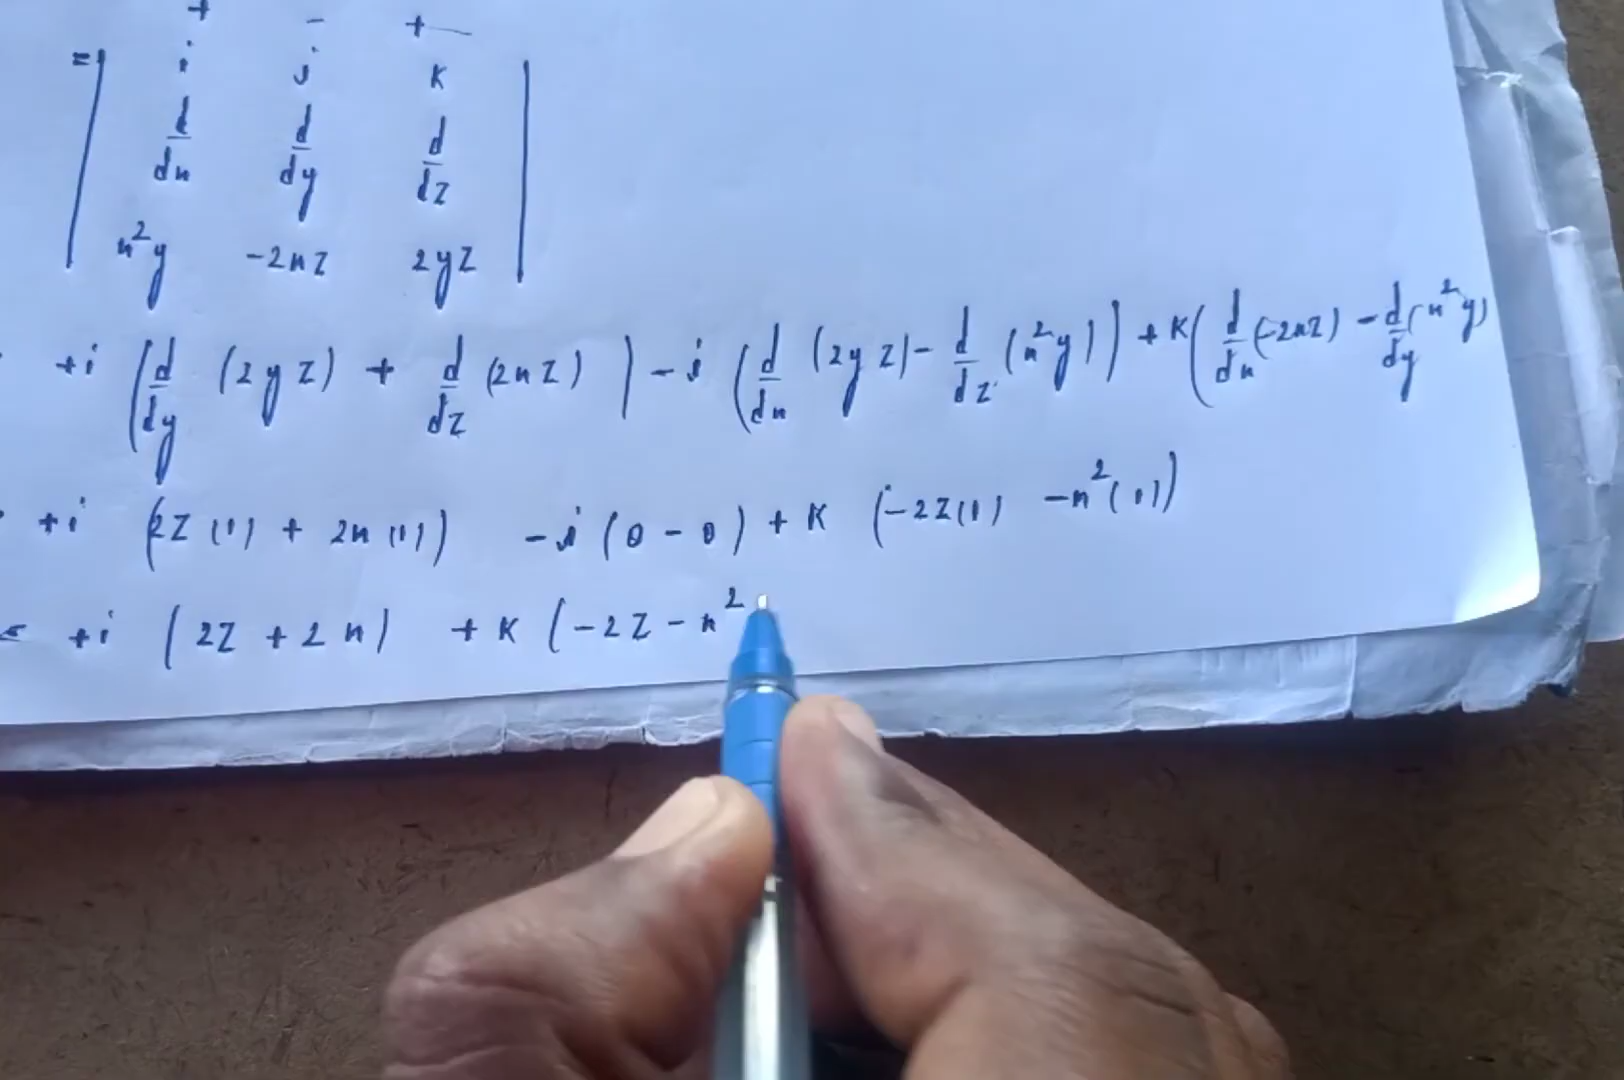 + - +
= | i j k |
d/dx d/dy d/dz
x²y -2xz 2yz
+i (d/dy (2yz) + d/dz (2xz)) - j (d/dx (2yz) - d/dz (x²y)) + k (d/dx (-2xz) - d/dy (x²y)
+i (2z (1) + 2x (1)) - j (0 - 0) + k (-2z(1) - x²(1))
= +i (2z + 2x) + k (-2z - x²